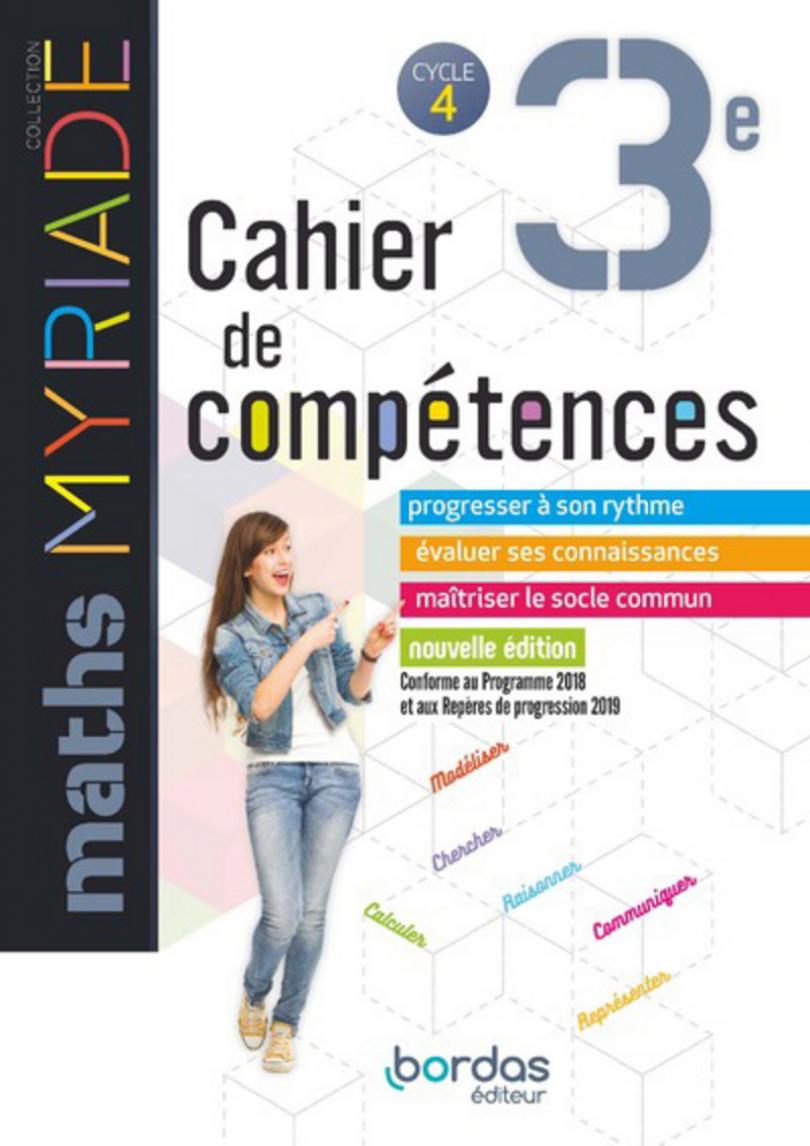 COLLECTION
MYRIADE
maths
CYCLE
4
3e
Cahier
de
compétences
progresser à son rythme
évaluer ses connaissances
maîtriser le socle commun
nouvelle édition
Conforme au Programme 2018
et aux Repères de progression 2019
Modéliser
Chercher
Raisonner
Calculer
Communiquer
Représenter
bordas
éditeur